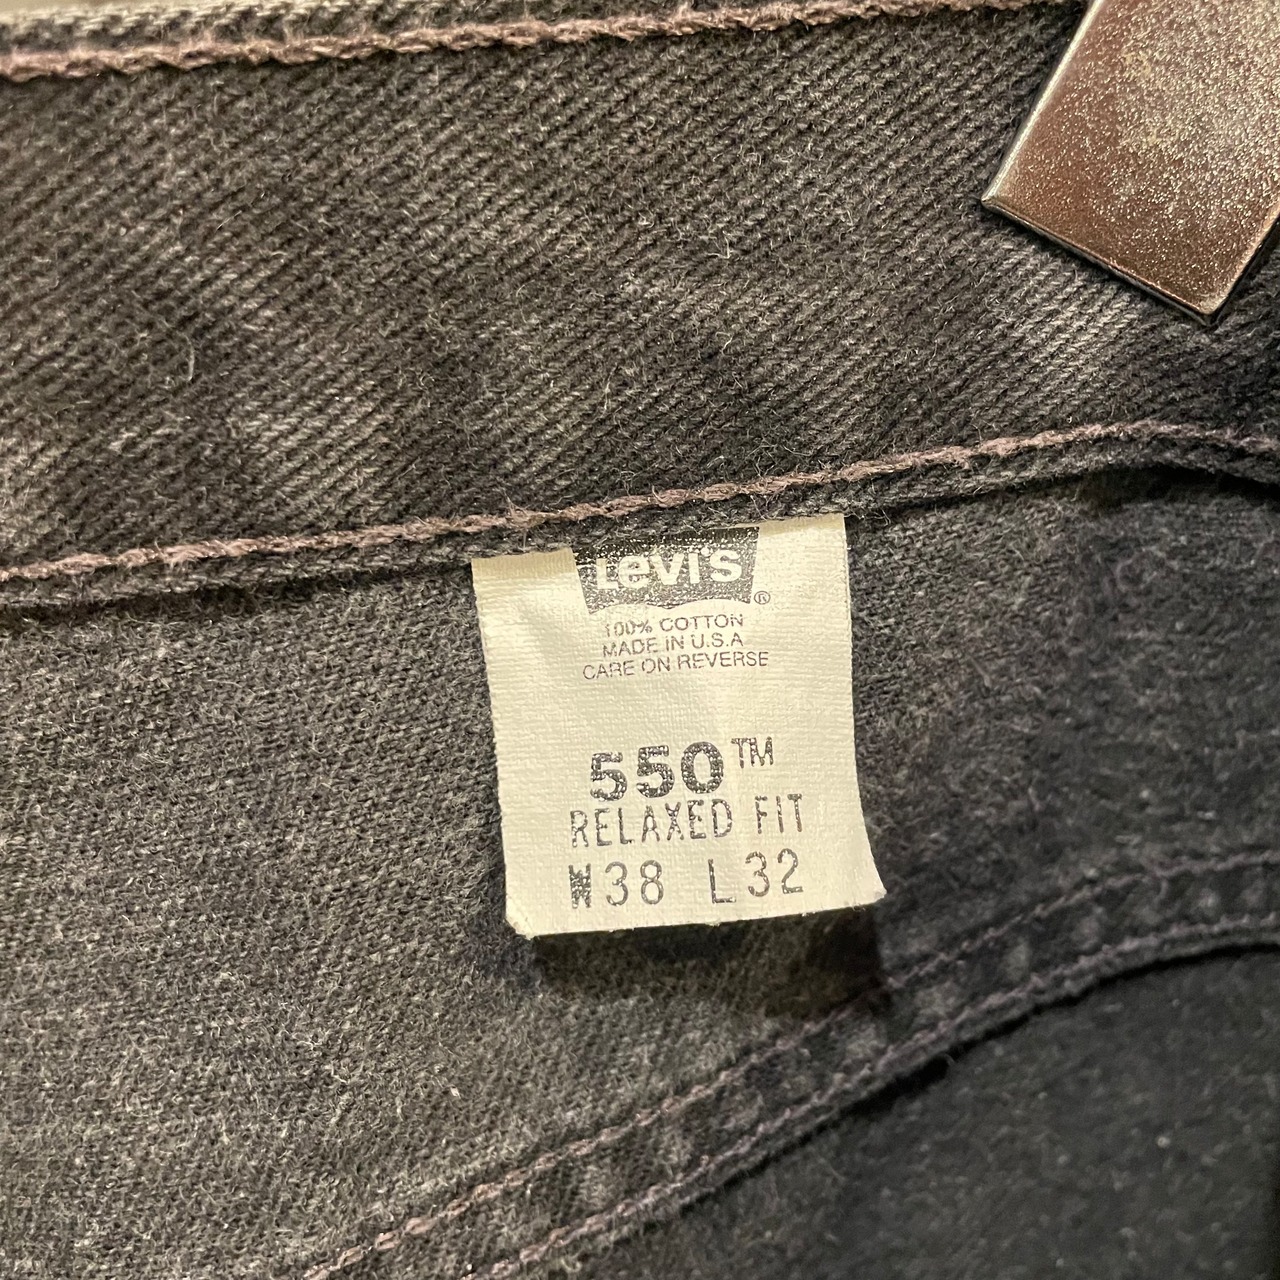 Levi's ®
100% COTTON
MADE IN U.S.A
CARE ON REVERSE
550™
RELAXED FIT
W38 L32